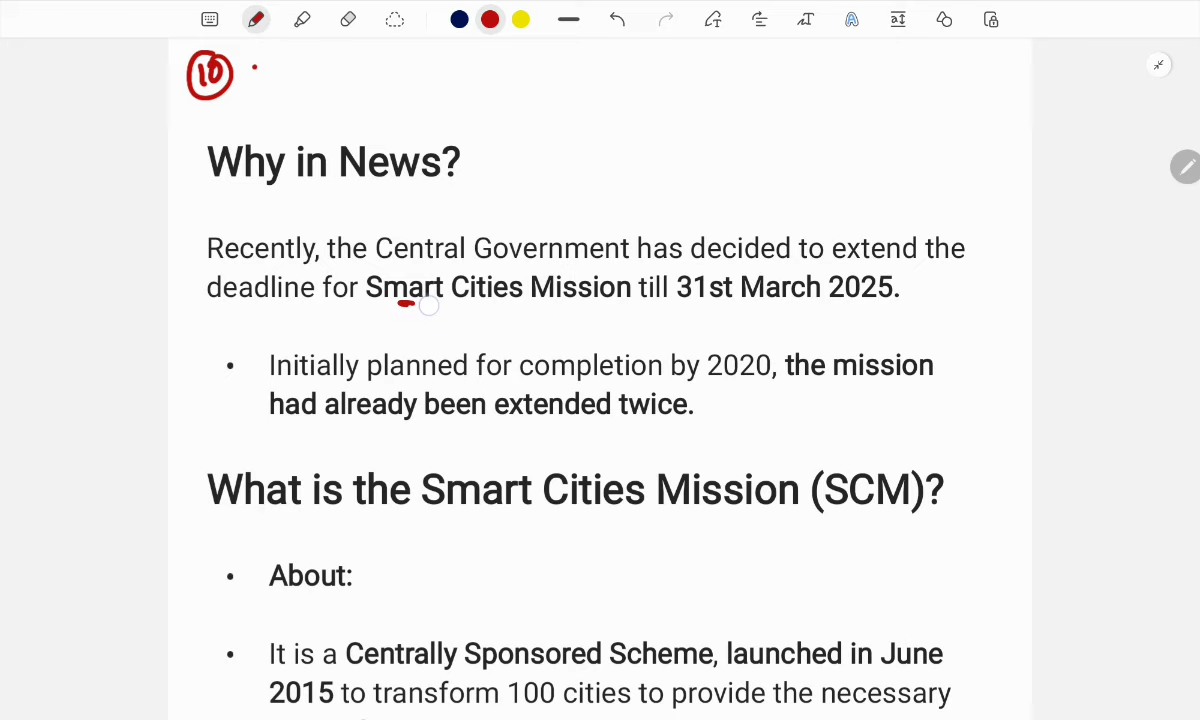 10
Why in News?
Recently, the Central Government has decided to extend the
deadline for Smart Cities Mission till 31st March 2025.
• Initially planned for completion by 2020, the mission
had already been extended twice.
What is the Smart Cities Mission (SCM)?
• About:
• It is a Centrally Sponsored Scheme, launched in June
2015 to transform 100 cities to provide the necessary